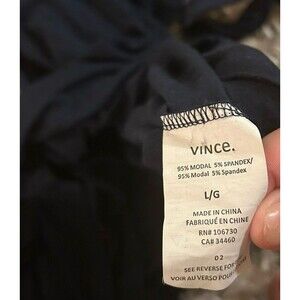 VINCE.
95% MODAL 5% SPANDEX/
95% Modal 5% Spandex
L/G
MADE IN CHINA
FABRIQUÉ EN CHINE
RN# 106730
CA# 34460
02
SEE REVERSE FOR
VOIR AU VERSO POUR